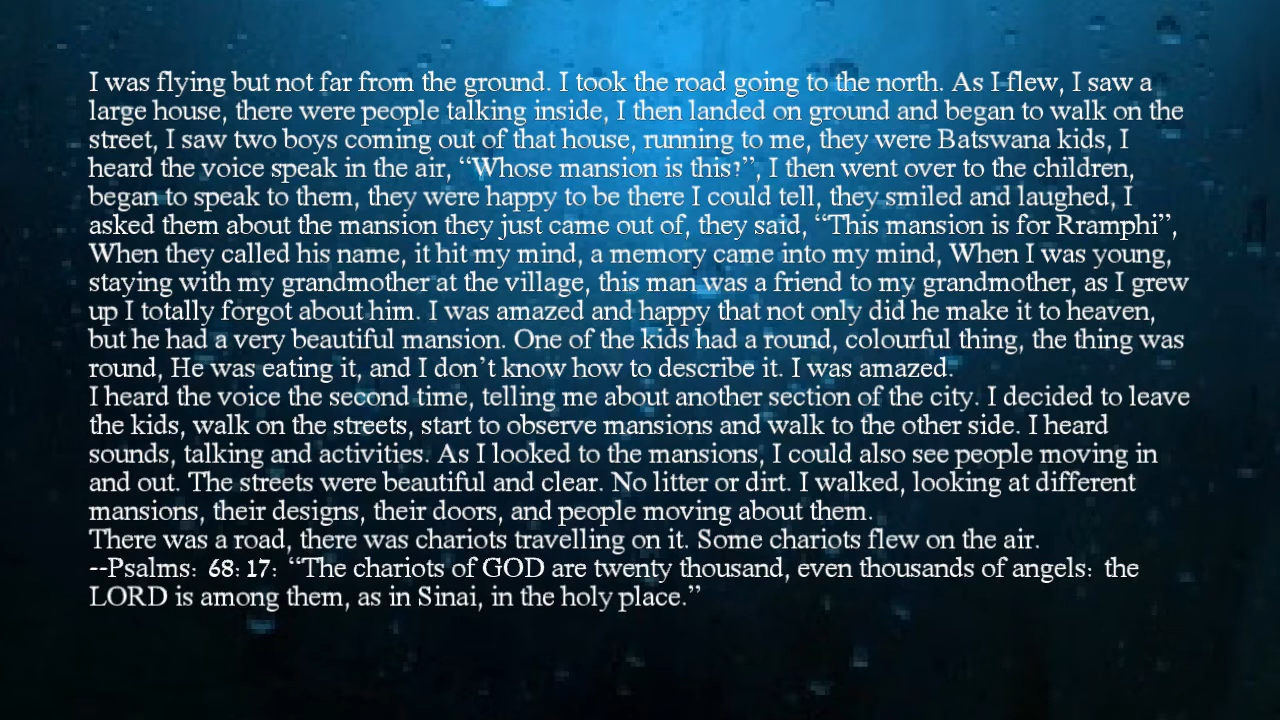 I was flying but not far from the ground. I took the road going to the north. As I flew, I saw a
large house, there were people talking inside, I then landed on ground and began to walk on the
street, I saw two boys coming out of that house, running to me, they were Batswana kids, I
heard the voice speak in the air, “Whose mansion is this?”, I then went over to the children,
began to speak to them, they were happy to be there I could tell, they smiled and laughed, I
asked them about the mansion they just came out of, they said, “This mansion is for Rramphi”,
When they called his name, it hit my mind, a memory came into my mind, When I was young,
staying with my grandmother at the village, this man was a friend to my grandmother, as I grew
up I totally forgot about him. I was amazed and happy that not only did he make it to heaven,
but he had a very beautiful mansion. One of the kids had a round, colourful thing, the thing was
round, He was eating it, and I don’t know how to describe it. I was amazed.
I heard the voice the second time, telling me about another section of the city. I decided to leave
the kids, walk on the streets, start to observe mansions and walk to the other side. I heard
sounds, talking and activities. As I looked to the mansions, I could also see people moving in
and out. The streets were beautiful and clear. No litter or dirt. I walked, looking at different
mansions, their designs, their doors, and people moving about them.
There was a road, there was chariots travelling on it. Some chariots flew on the air.
--Psalms: 68:17: “The chariots of GOD are twenty thousand, even thousands of angels: the
LORD is among them, as in Sinai, in the holy place.”